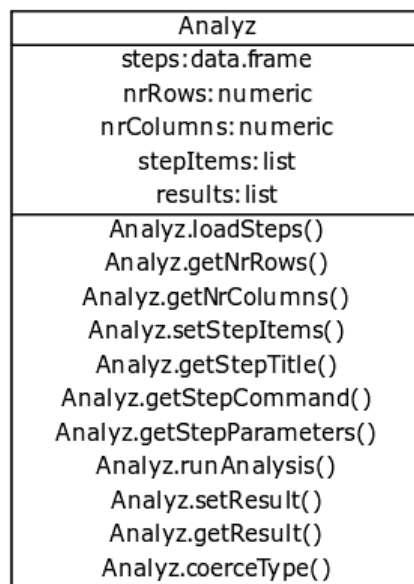 Analyz
steps:data.frame
nrRows:numeric
nrColumns:numeric
stepItems:list
results:list
Analyz.loadSteps()
Analyz.getNrRows()
Analyz.getNrColumns()
Analyz.setStepItems()
Analyz.getStepTitle()
Analyz.getStepCommand()
Analyz.getStepParameters()
Analyz.runAnalysis()
Analyz.setResult()
Analyz.getResult()
Analyz.coerceType()